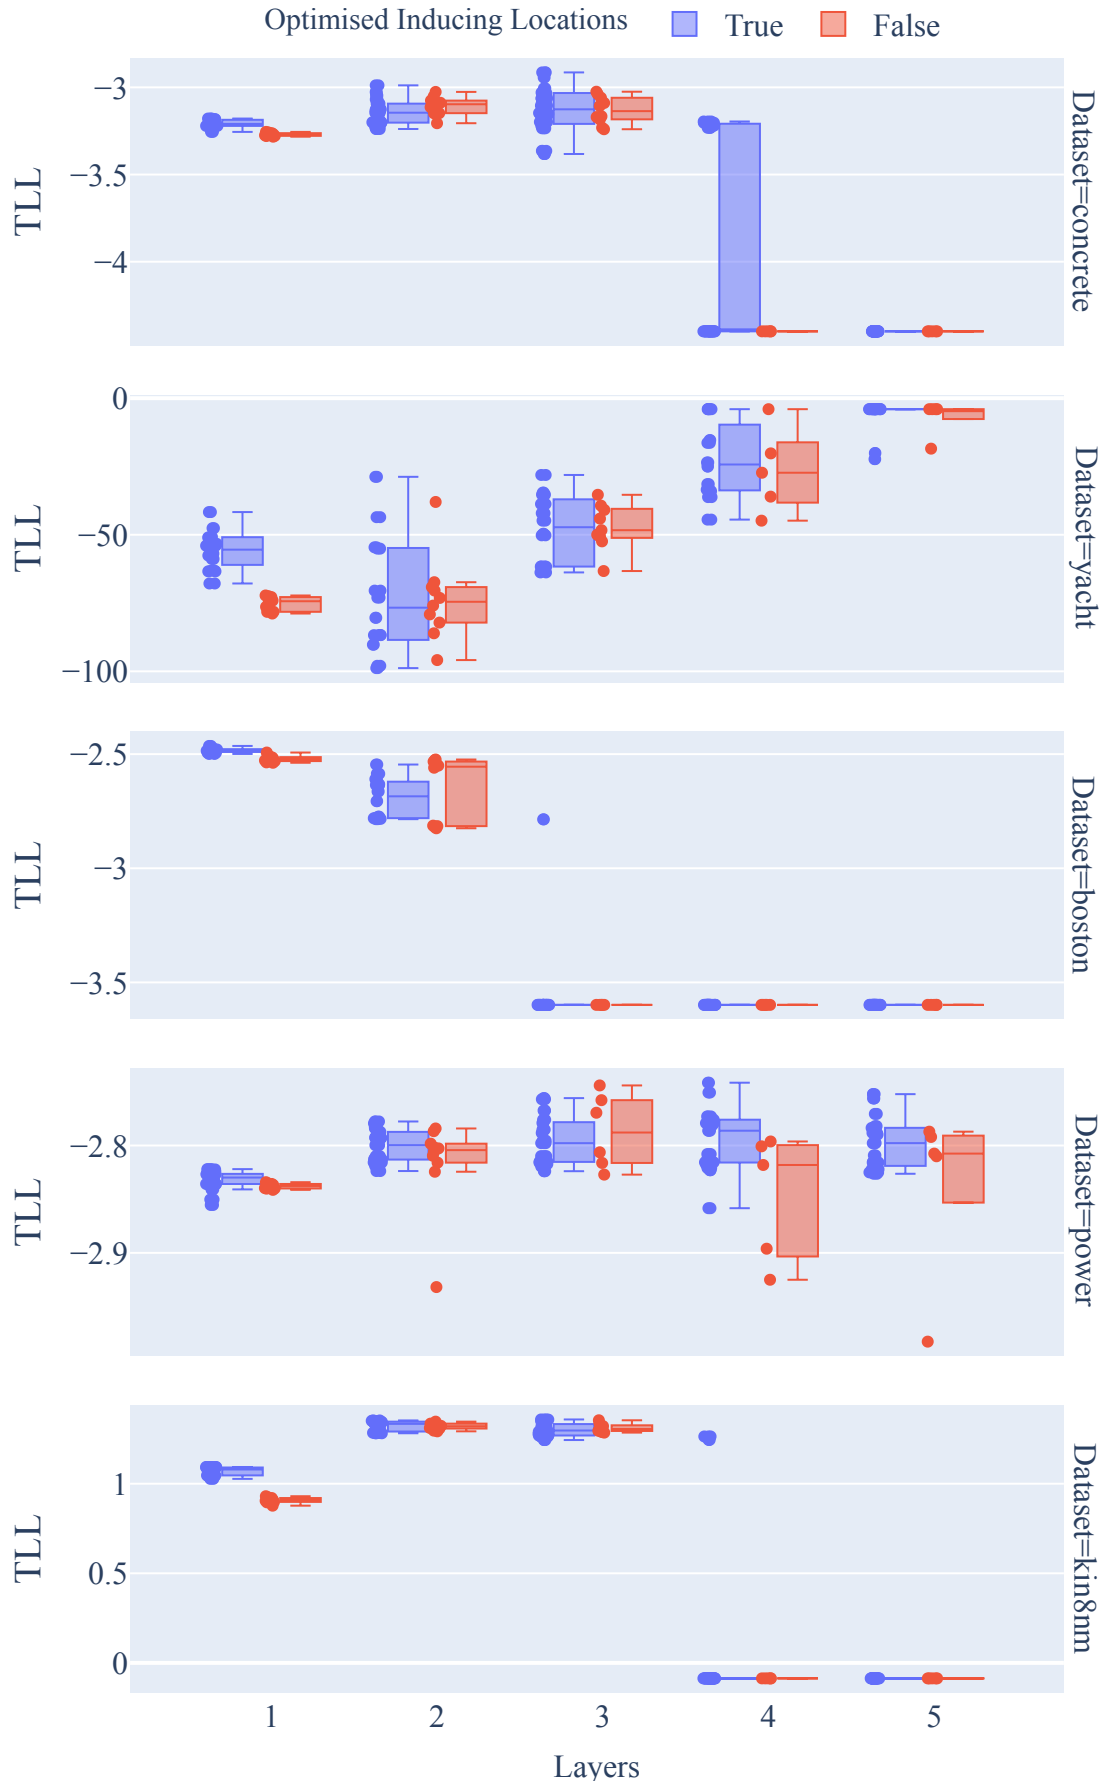 Optimised Inducing Locations True False
−3
−3.5
−4
TLL
Dataset=concrete
0
−50
−100
TLL
Dataset=yacht
−2.5
−3
−3.5
TLL
Dataset=boston
−2.8
−2.9
TLL
Dataset=power
1
0.5
0
TLL
Dataset=kin8nm
1 2 3 4 5
Layers